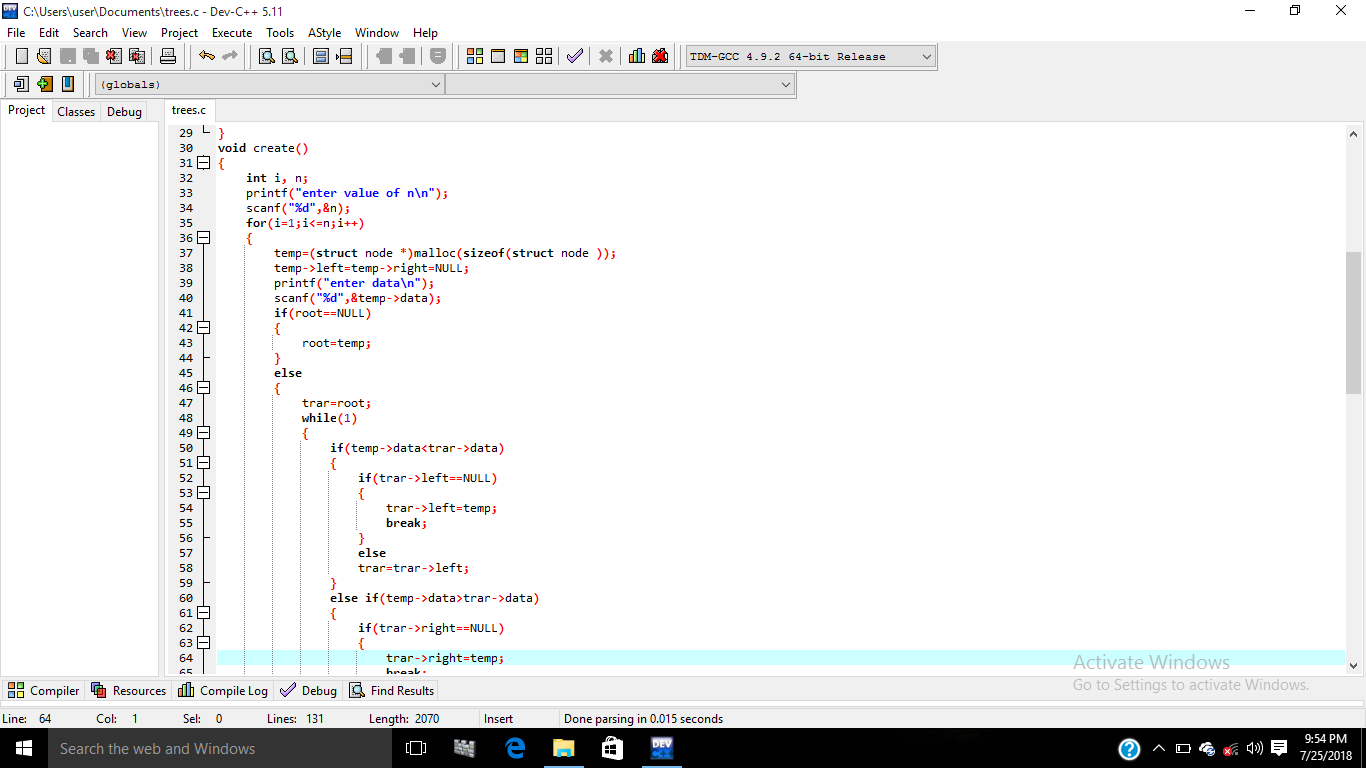 C:\Users\user\Documents\trees.c - Dev-C++ 5.11
File Edit Search View Project Execute Tools AStyle Window Help
TDM-GCC 4.9.2 64-bit Release
(globals)
Project Classes Debug trees.c
29 }
30 void create()
31 {
32 int i, n;
33 printf("enter value of n\n");
34 scanf("%d",&n);
35 for(i=1;i<=n;i++)
36 {
37 temp=(struct node *)malloc(sizeof(struct node ));
38 temp->left=temp->right=NULL;
39 printf("enter data\n");
40 scanf("%d",&temp->data);
41 if(root==NULL)
42 {
43 root=temp;
44 }
45 else
46 {
47 trar=root;
48 while(1)
49 {
50 if(temp->data<trar->data)
51 {
52 if(trar->left==NULL)
53 {
54 trar->left=temp;
55 break;
56 }
57 else
58 trar=trar->left;
59 }
60 else if(temp->data>trar->data)
61 {
62 if(trar->right==NULL)
63 {
64 trar->right=temp;
65 break;
Activate Windows
Go to Settings to activate Windows.
Compiler Resources Compile Log Debug Find Results
Line: 64 Col: 1 Sel: 0 Lines: 131 Length: 2070 Insert Done parsing in 0.015 seconds
Search the web and Windows
DEV
9:54 PM
7/25/2018